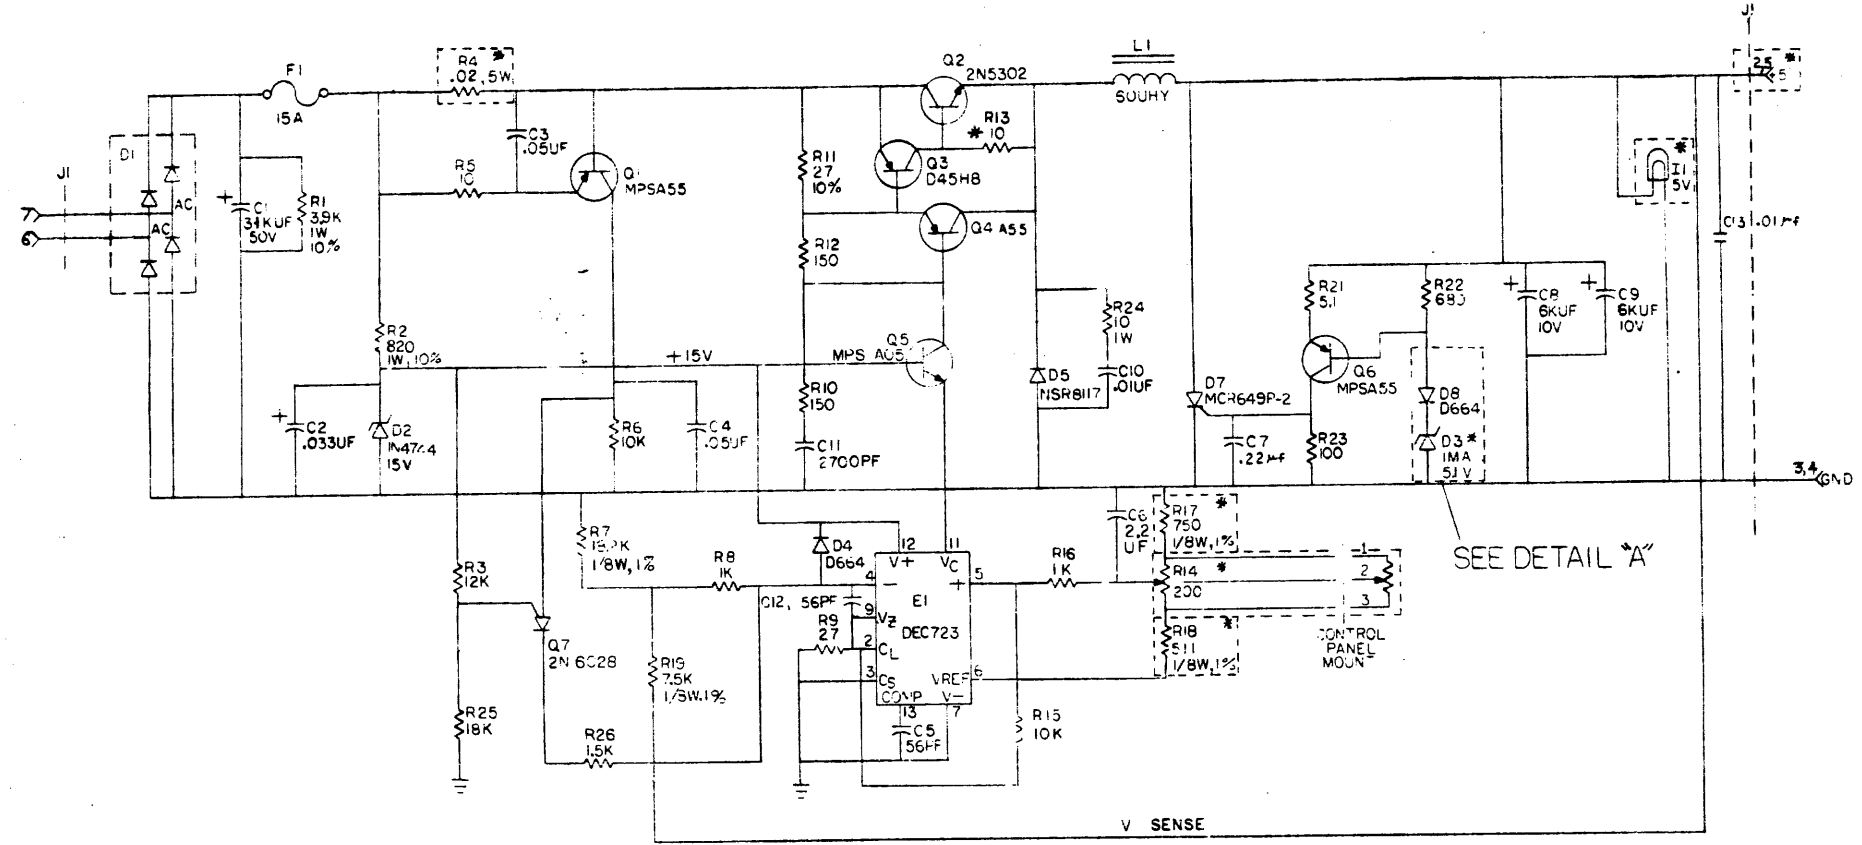 J1
L1
Q2
2N5302
F1
15A
R4 *
.02, 5W
50UHY
25 *
+5
C3
.05UF
R13
* 10
D1
J1
R5
10
Q1
MPSA55
R11
27
10%
Q3
D45H8
*
I1
5V
7
6
AC
AC
+
C1
50V
R1
3.9K
1W
10%
Q4 A55
C13 .01µf
R12
150
R21
5.1
R22
680
+
C8
6KUF
10V
+
C9
6KUF
10V
R2
820
1W, 10%
+15V
Q5
MPS A05
R24
10
1W
C10
.01UF
Q6
MPSA55
D5
NSR8117
D7
MCR649P-2
D8
D664
R10
150
+
C2
.033UF
D2
15V
R6
10K
C4
.05UF
C11
2700PF
C7
.22µf
R23
100
D3 *
1MA
5.1V
3,4
GND
R7
1/8W, 1%
D4
D664
12
V+
11
VC
C6
2.2
UF
R17 *
750
1/8W, 1%
SEE DETAIL "A"
R3
12K
R8
1K
4
−
+
5
R16
1K
R14 *
200
1
2
3
C12, 56PF
E1
DEC723
9
VZ
R9
27
2
CL
R18 *
511
1/8W, 1%
CONTROL
PANEL
MOUNT
Q7
2N 6028
R19
7.5K
1/8W.1%
3
CS
VREF
6
COMP
V−
13
7
R25
18K
R26
1.5K
C5
56PF
R15
10K
V SENSE